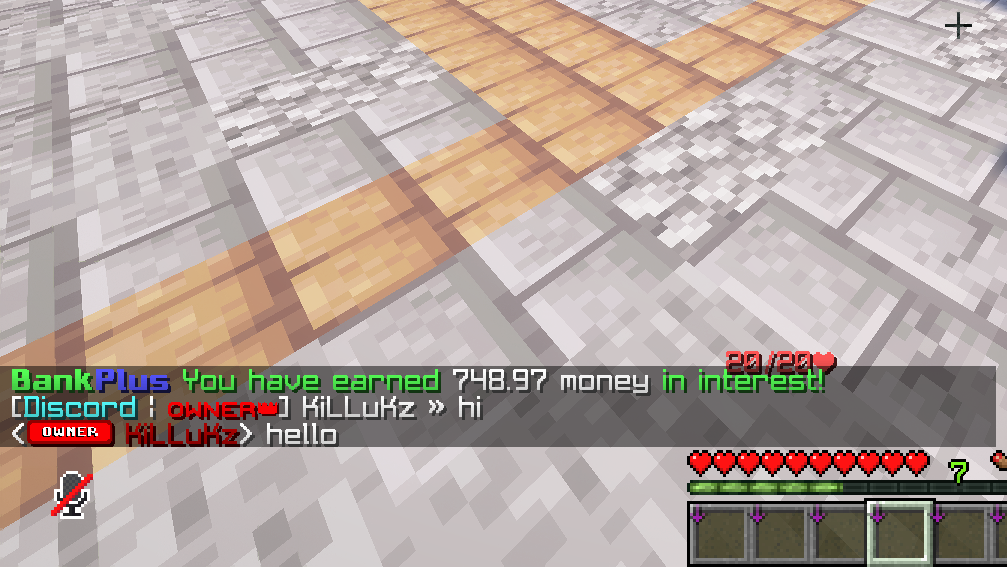 20/20
BankPlus You have earned 748.97 money in interest!
[Discord | OWNER] KiLLuKz » hi
<OWNER KiLLuKz> hello
7